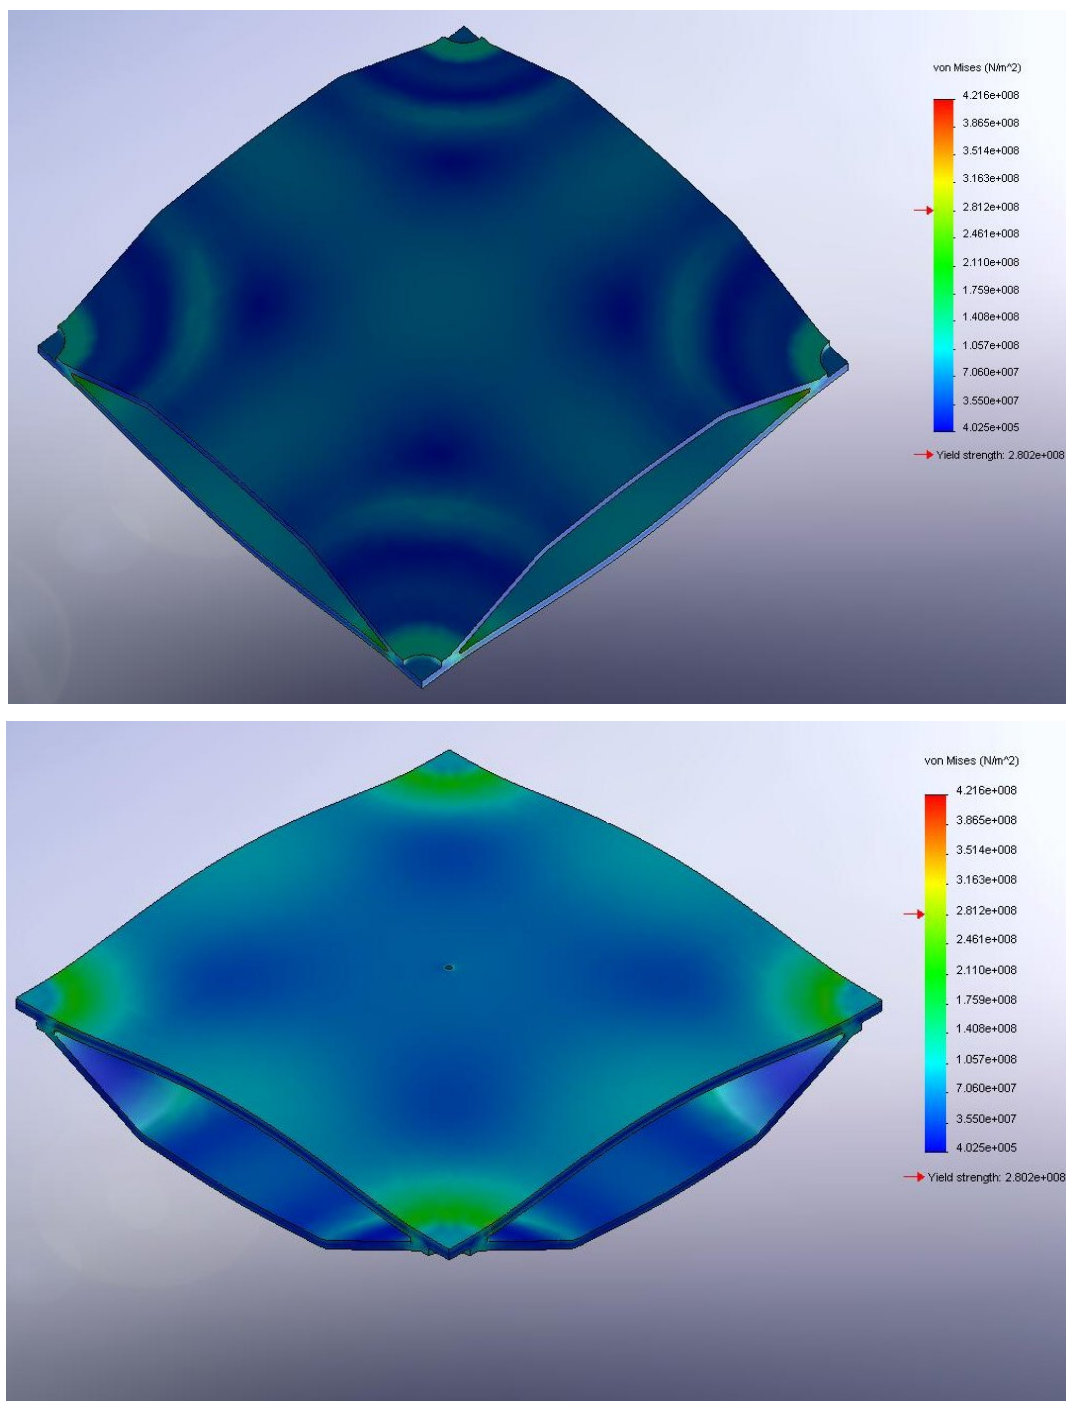 von Mises (N/m^2)
4.216e+008
3.865e+008
3.514e+008
3.163e+008
2.812e+008
2.461e+008
2.110e+008
1.759e+008
1.408e+008
1.057e+008
7.060e+007
3.550e+007
4.025e+005
Yield strength: 2.802e+008
von Mises (N/m^2)
4.216e+008
3.865e+008
3.514e+008
3.163e+008
2.812e+008
2.461e+008
2.110e+008
1.759e+008
1.408e+008
1.057e+008
7.060e+007
3.550e+007
4.025e+005
Yield strength: 2.802e+008